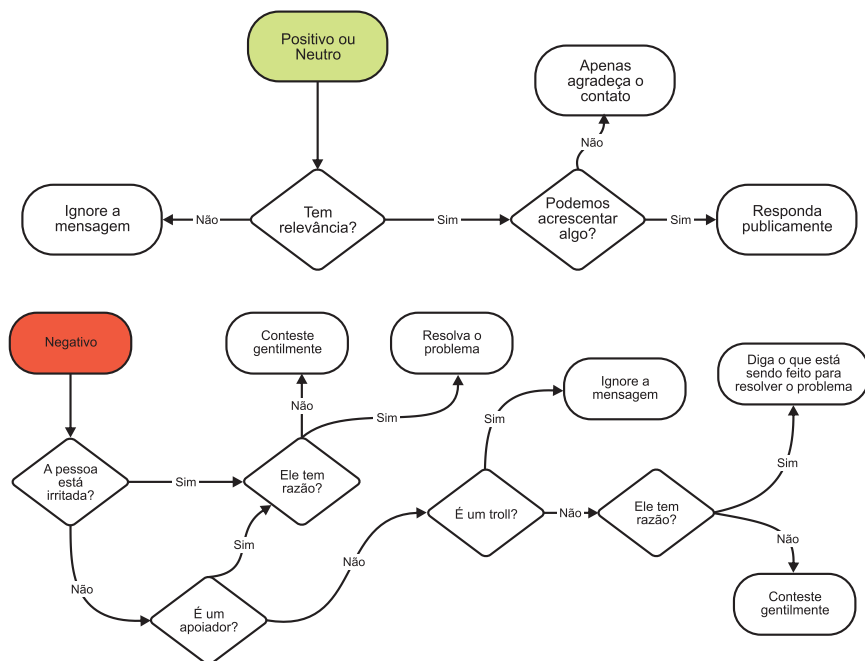 Positivo ou
Neutro
Apenas
agradeça o
contato
Não
Ignore a
mensagem
Não
Tem
relevância?
Sim
Podemos
acrescentar
algo?
Sim
Responda
publicamente
Negativo
Conteste
gentilmente
Resolva o
problema
Ignore a
mensagem
Diga o que está
sendo feito para
resolver o problema
Não
Sim
Sim
A pessoa
está
irritada?
Sim
Ele tem
razão?
Sim
É um troll?
Não
Ele tem
razão?
Sim
Não
Não
Não
É um
apoiador?
Conteste
gentilmente